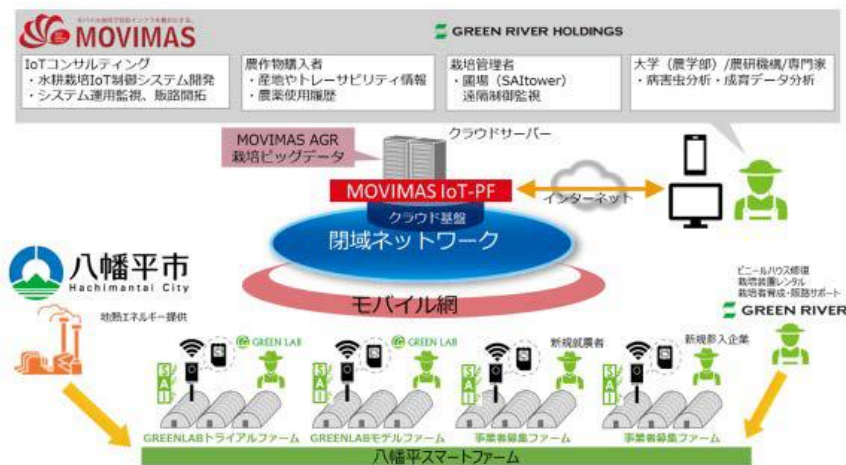 モバイル通信で社会インフラを豊かにする。
MOVIMAS
GREEN RIVER HOLDINGS
IoTコンサルティング
・水耕栽培IoT制御システム開発
・システム運用監視、販路開拓
農作物購入者
・産地やトレーサビリティ情報
・農薬使用履歴
栽培管理者
・圃場（SAItower）
遠隔制御監視
大学（農学部）/農研機構/専門家
・病害虫分析・成育データ分析
MOVIMAS AGR
栽培ビッグデータ
クラウドサーバー
MOVIMAS IoT-PF
クラウド基盤
インターネット
閉域ネットワーク
モバイル網
八幡平市
Hachimantai City
地熱エネルギー提供
ビニールハウス修復
栽培装置レンタル
栽培者育成・販路サポート
GREEN RIVER
GREEN LAB
GREEN LAB
新規就農者
新規参入企業
SAI
SAI
SAI
SAI
GREENLABトライアルファーム
GREENLABモデルファーム
事業者募集ファーム
事業者募集ファーム
八幡平スマートファーム